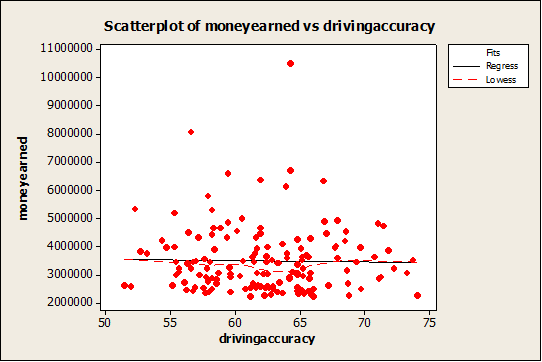 Scatterplot of moneyearned vs drivingaccuracy
11000000
10000000
9000000
8000000
7000000
6000000
5000000
4000000
3000000
2000000
moneyearned
50 55 60 65 70 75
drivingaccuracy
Fits
Regress
Lowess